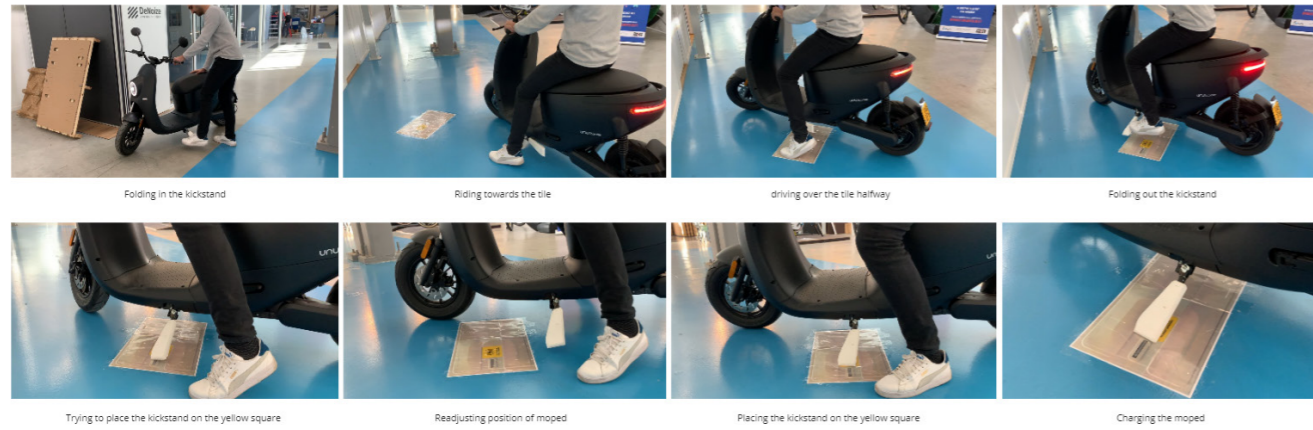 DeNoize
Folding in the kickstand
Riding towards the tile
driving over the tile halfway
Folding out the kickstand
unu
Trying to place the kickstand on the yellow square
Readjusting position of moped
Placing the kickstand on the yellow square
Charging the moped